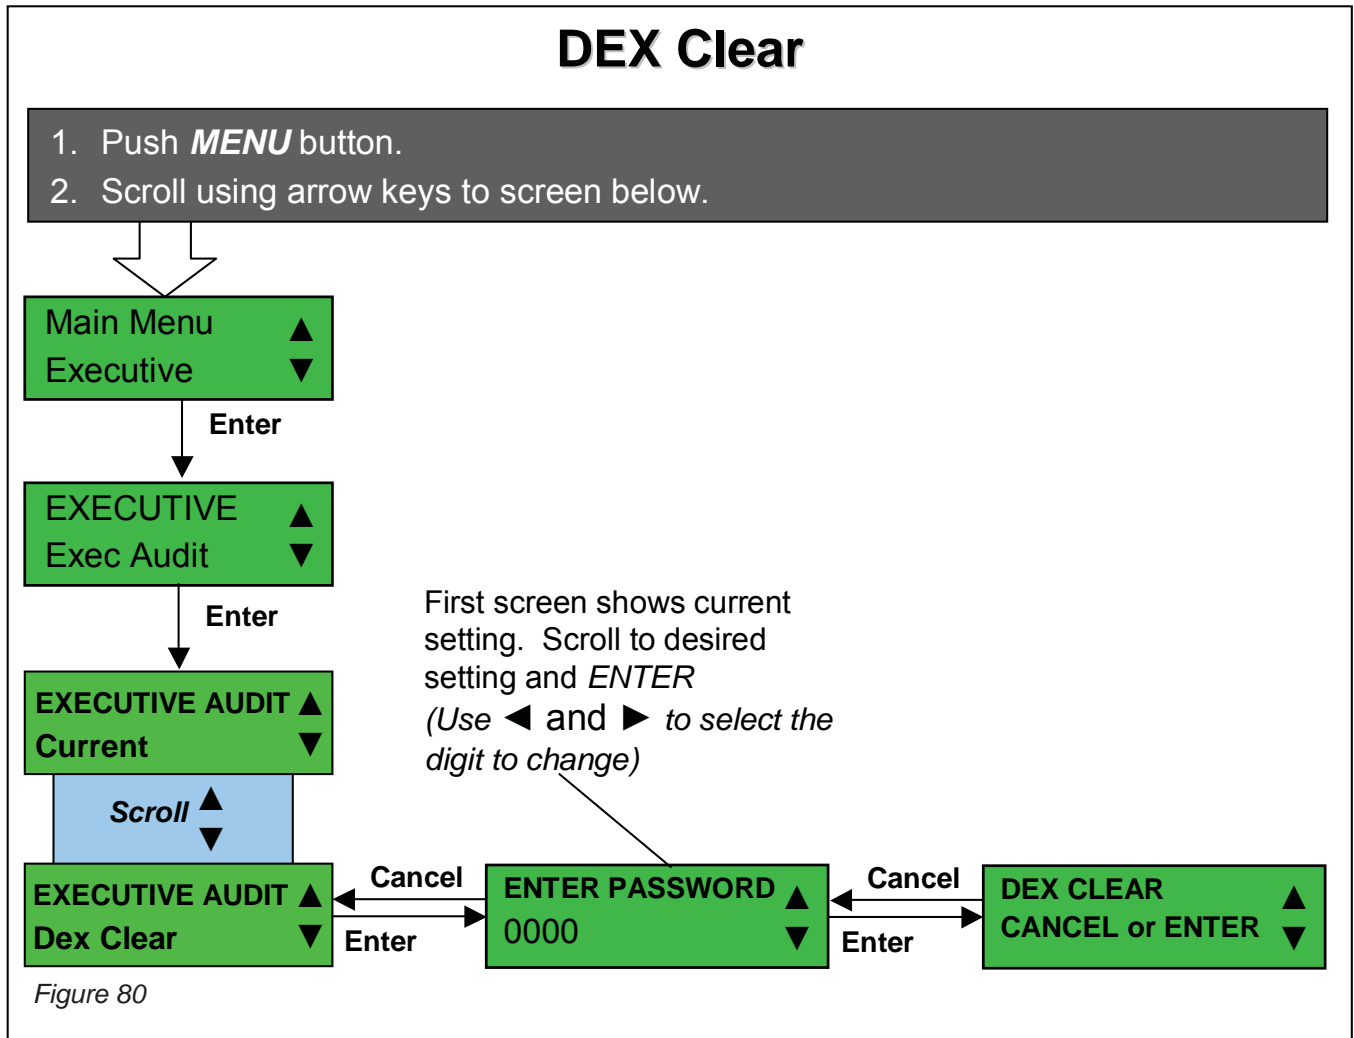 DEX Clear
1. Push MENU button.
2. Scroll using arrow keys to screen below.
Main Menu ▲
Executive ▼
Enter
EXECUTIVE ▲
Exec Audit ▼
Enter
First screen shows current
setting. Scroll to desired
setting and ENTER
(Use ◄ and ► to select the
digit to change)
EXECUTIVE AUDIT ▲
Current ▼
Scroll ▲
▼
EXECUTIVE AUDIT ▲
Dex Clear ▼
Cancel
Enter
ENTER PASSWORD ▲
0000 ▼
Cancel
Enter
DEX CLEAR ▲
CANCEL or ENTER ▼
Figure 80